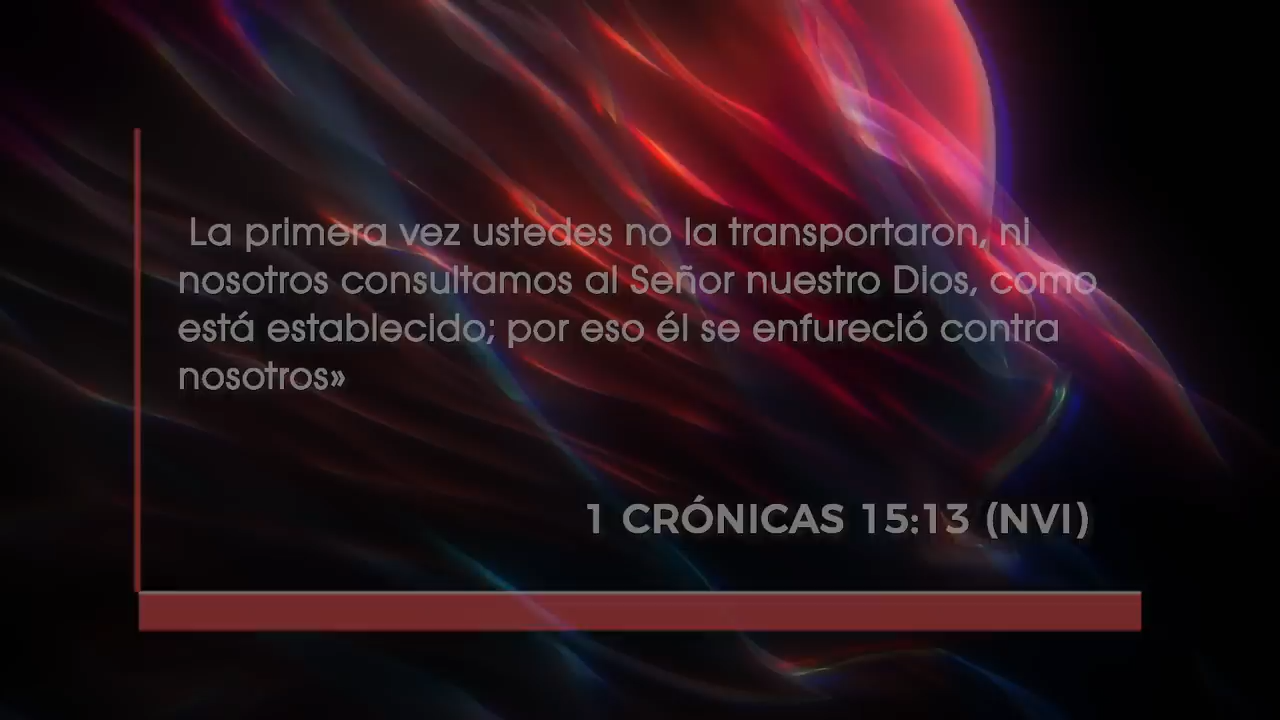 La primera vez ustedes no la transportaron, ni
nosotros consultamos al Señor nuestro Dios, como
está establecido; por eso él se enfureció contra
nosotros»
1 CRÓNICAS 15:13 (NVI)